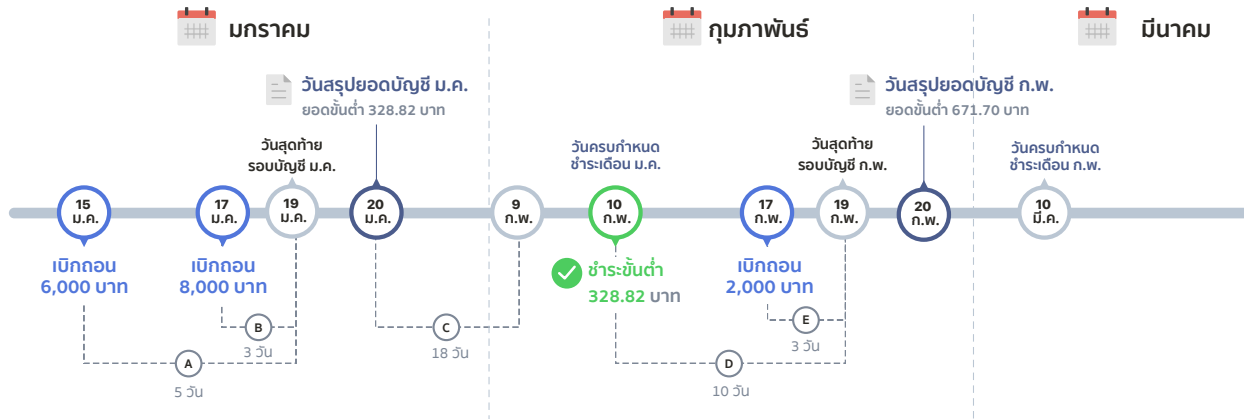 มกราคม
กุมภาพันธ์
มีนาคม
วันสรุปยอดบัญชี ม.ค.
ยอดขั้นต่ำ 328.82 บาท
วันสรุปยอดบัญชี ก.พ.
ยอดขั้นต่ำ 671.70 บาท
วันสุดท้าย
รอบบัญชี ม.ค.
วันครบกำหนด
ชำระเดือน ม.ค.
วันสุดท้าย
รอบบัญชี ก.พ.
วันครบกำหนด
ชำระเดือน ก.พ.
15
ม.ค.
17
ม.ค.
19
ม.ค.
20
ม.ค.
9
ก.พ.
10
ก.พ.
17
ก.พ.
19
ก.พ.
20
ก.พ.
10
มี.ค.
เบิกถอน
6,000 บาท
เบิกถอน
8,000 บาท
ชำระขั้นต่ำ
328.82 บาท
เบิกถอน
2,000 บาท
B
3 วัน
C
18 วัน
E
3 วัน
A
5 วัน
D
10 วัน